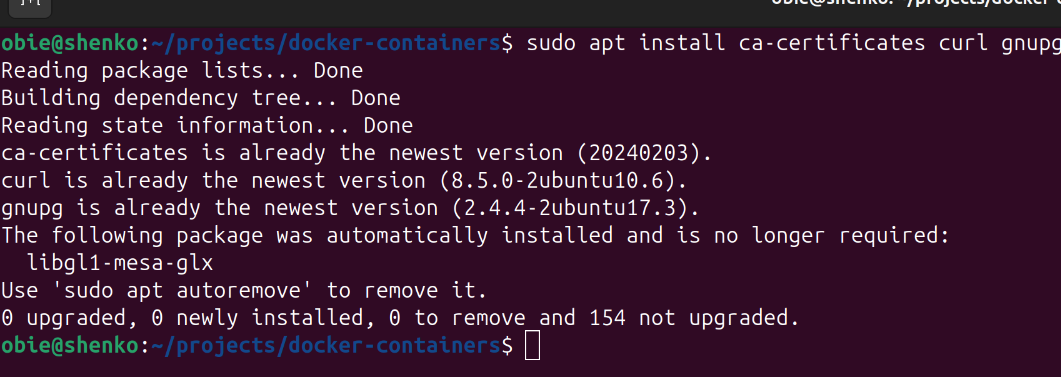 obie@shenko: ~/projects/docker-c
obie@shenko:~/projects/docker-containers$ sudo apt install ca-certificates curl gnupg
Reading package lists... Done
Building dependency tree... Done
Reading state information... Done
ca-certificates is already the newest version (20240203).
curl is already the newest version (8.5.0-2ubuntu10.6).
gnupg is already the newest version (2.4.4-2ubuntu17.3).
The following package was automatically installed and is no longer required:
  libgl1-mesa-glx
Use 'sudo apt autoremove' to remove it.
0 upgraded, 0 newly installed, 0 to remove and 154 not upgraded.
obie@shenko:~/projects/docker-containers$